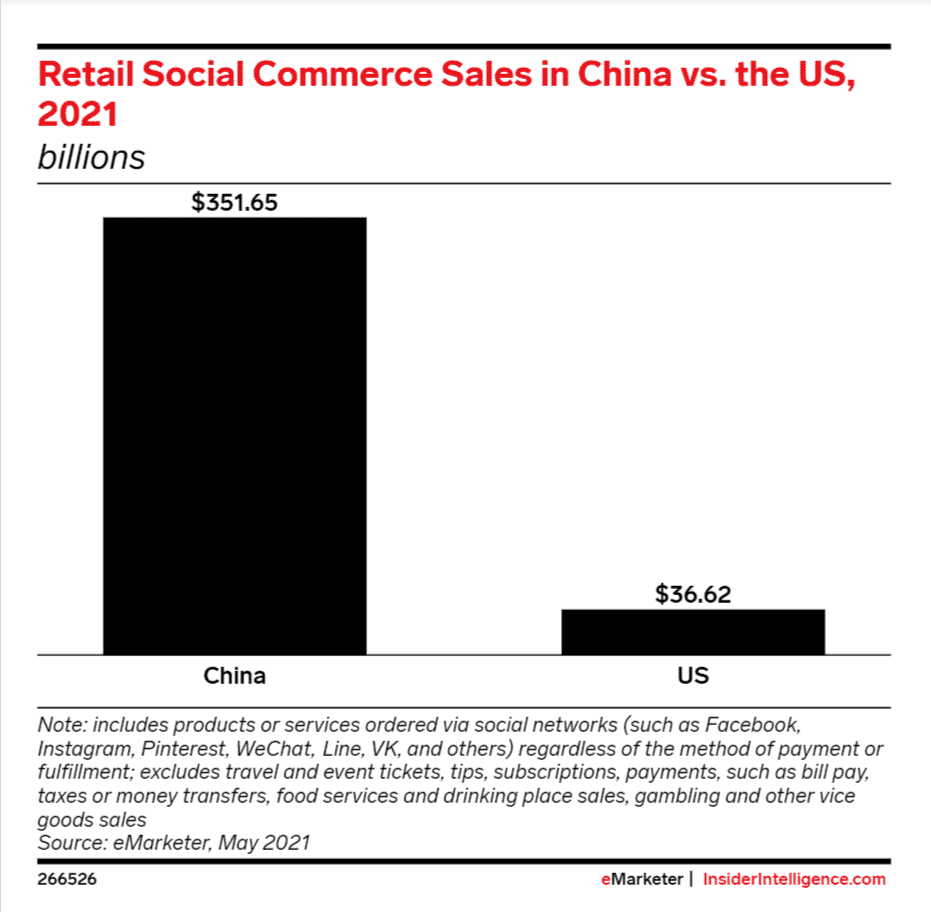 Retail Social Commerce Sales in China vs. the US,
2021
billions
$351.65
$36.62
China
US
Note: includes products or services ordered via social networks (such as Facebook,
Instagram, Pinterest, WeChat, Line, VK, and others) regardless of the method of payment or
fulfillment; excludes travel and event tickets, tips, subscriptions, payments, such as bill pay,
taxes or money transfers, food services and drinking place sales, gambling and other vice
goods sales
Source: eMarketer, May 2021
266526
eMarketer | InsiderIntelligence.com